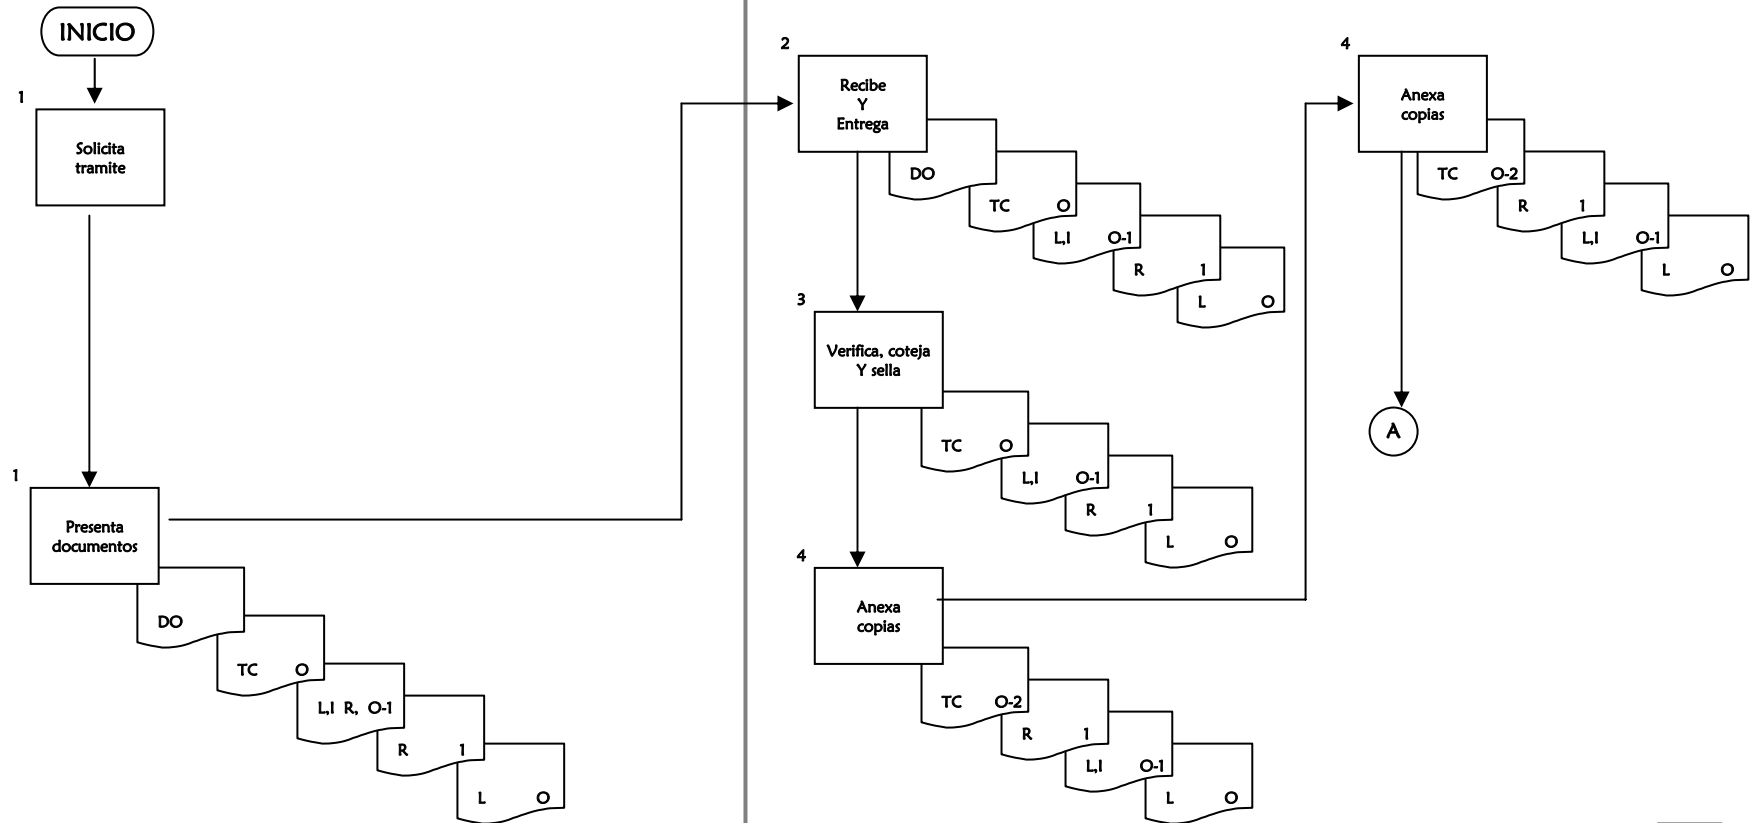 INICIO
1
Solicita
tramite
1
Presenta
documentos
DO
TC O
L,I R, O-1
R 1
L O
2
Recibe
Y
Entrega
DO
TC O
L,I O-1
R 1
L O
3
Verifica, coteja
Y sella
TC O
L,I O-1
R 1
L O
4
Anexa
copias
TC O-2
R 1
L,I O-1
L O
4
Anexa
copias
TC O-2
R 1
L,I O-1
L O
A